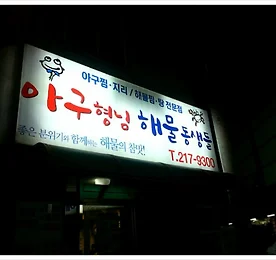 아구찜·지리 / 해물찜·탕 전문점
아구형님 해물동생들
좋은 분위기와 함께하는 해물의 참맛!
T.217-9300